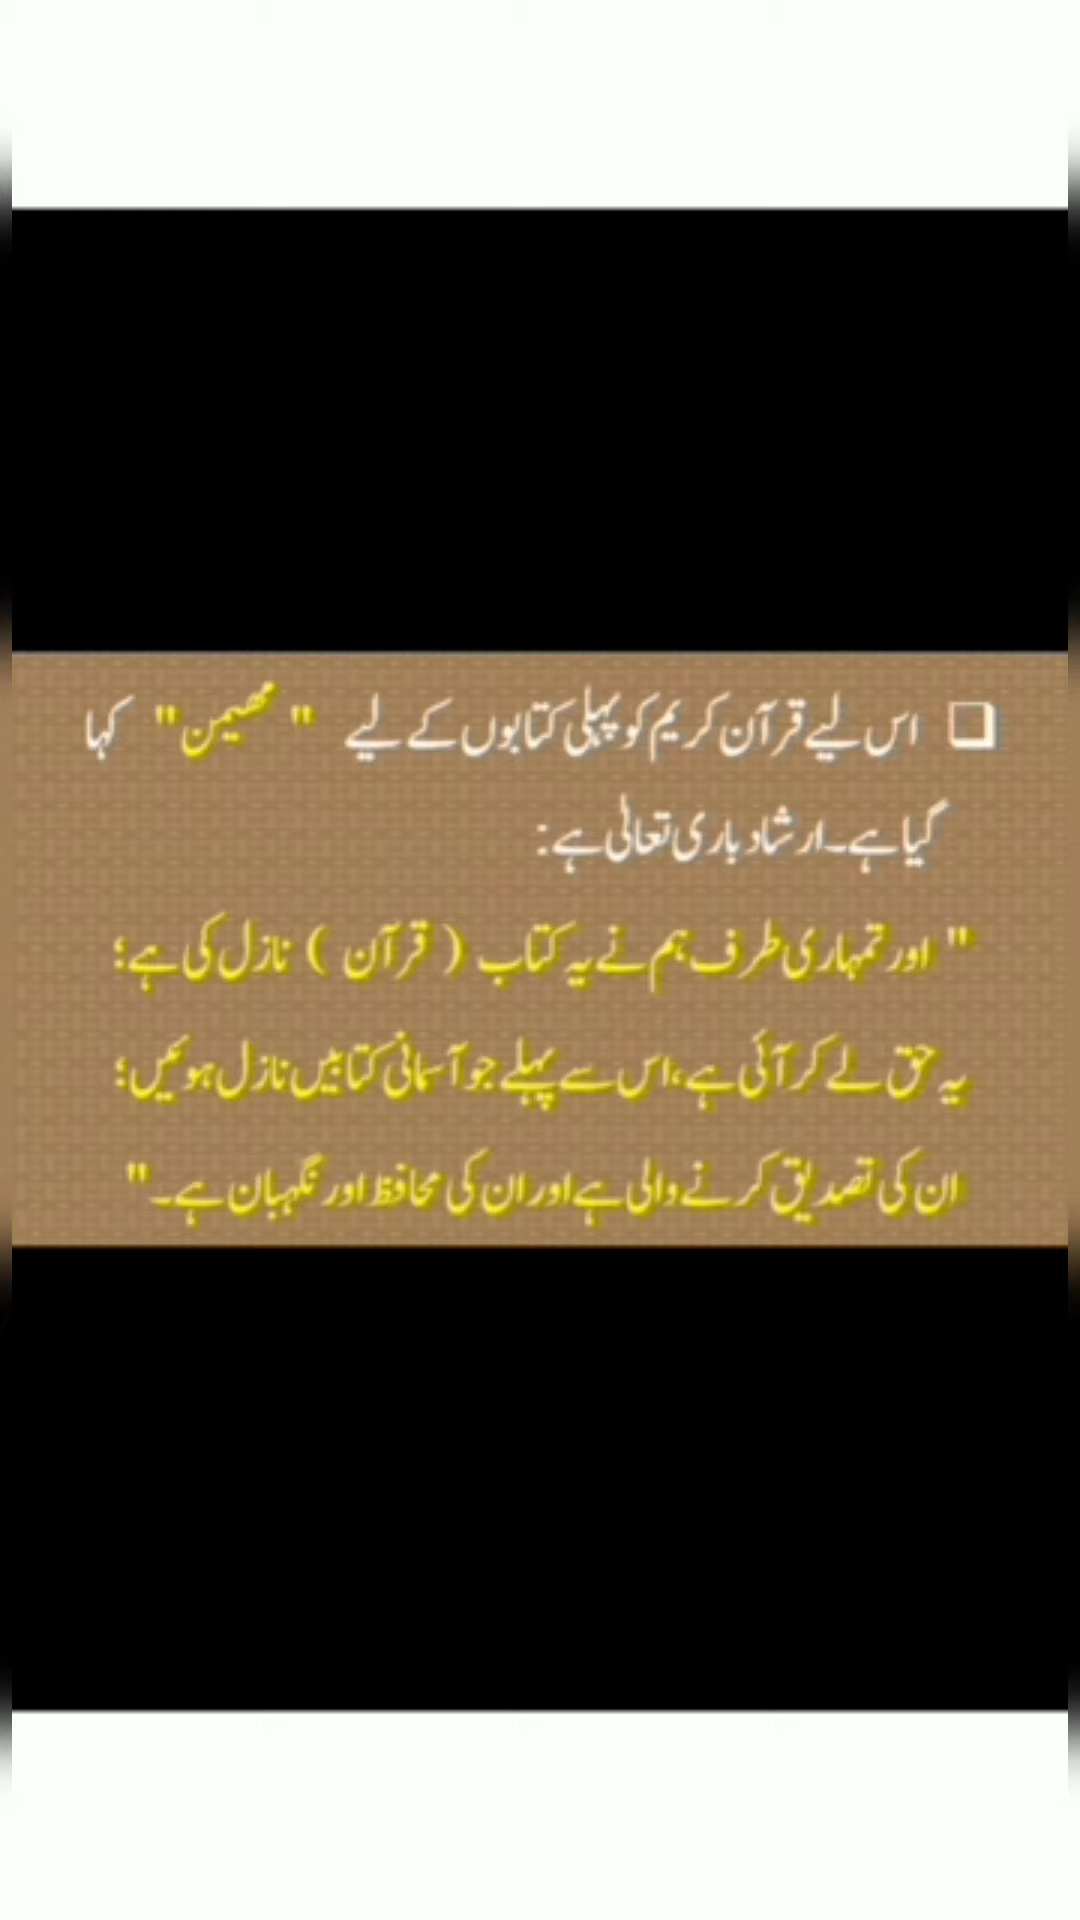 ❑ اس لیے قرآن کریم کو پہلی کتابوں کے لیے " مھیمن " کہا
گیا ہے۔ ارشاد باری تعالٰی ہے :
" اور تمہاری طرف ہم نے یہ کتاب ( قرآن ) نازل کی ہے؛
یہ حق لے کر آئی ہے، اس سے پہلے جو آسمانی کتابیں نازل ہوئیں؛
ان کی تصدیق کرنے والی ہے اور ان کی محافظ اور نگہبان ہے۔ "